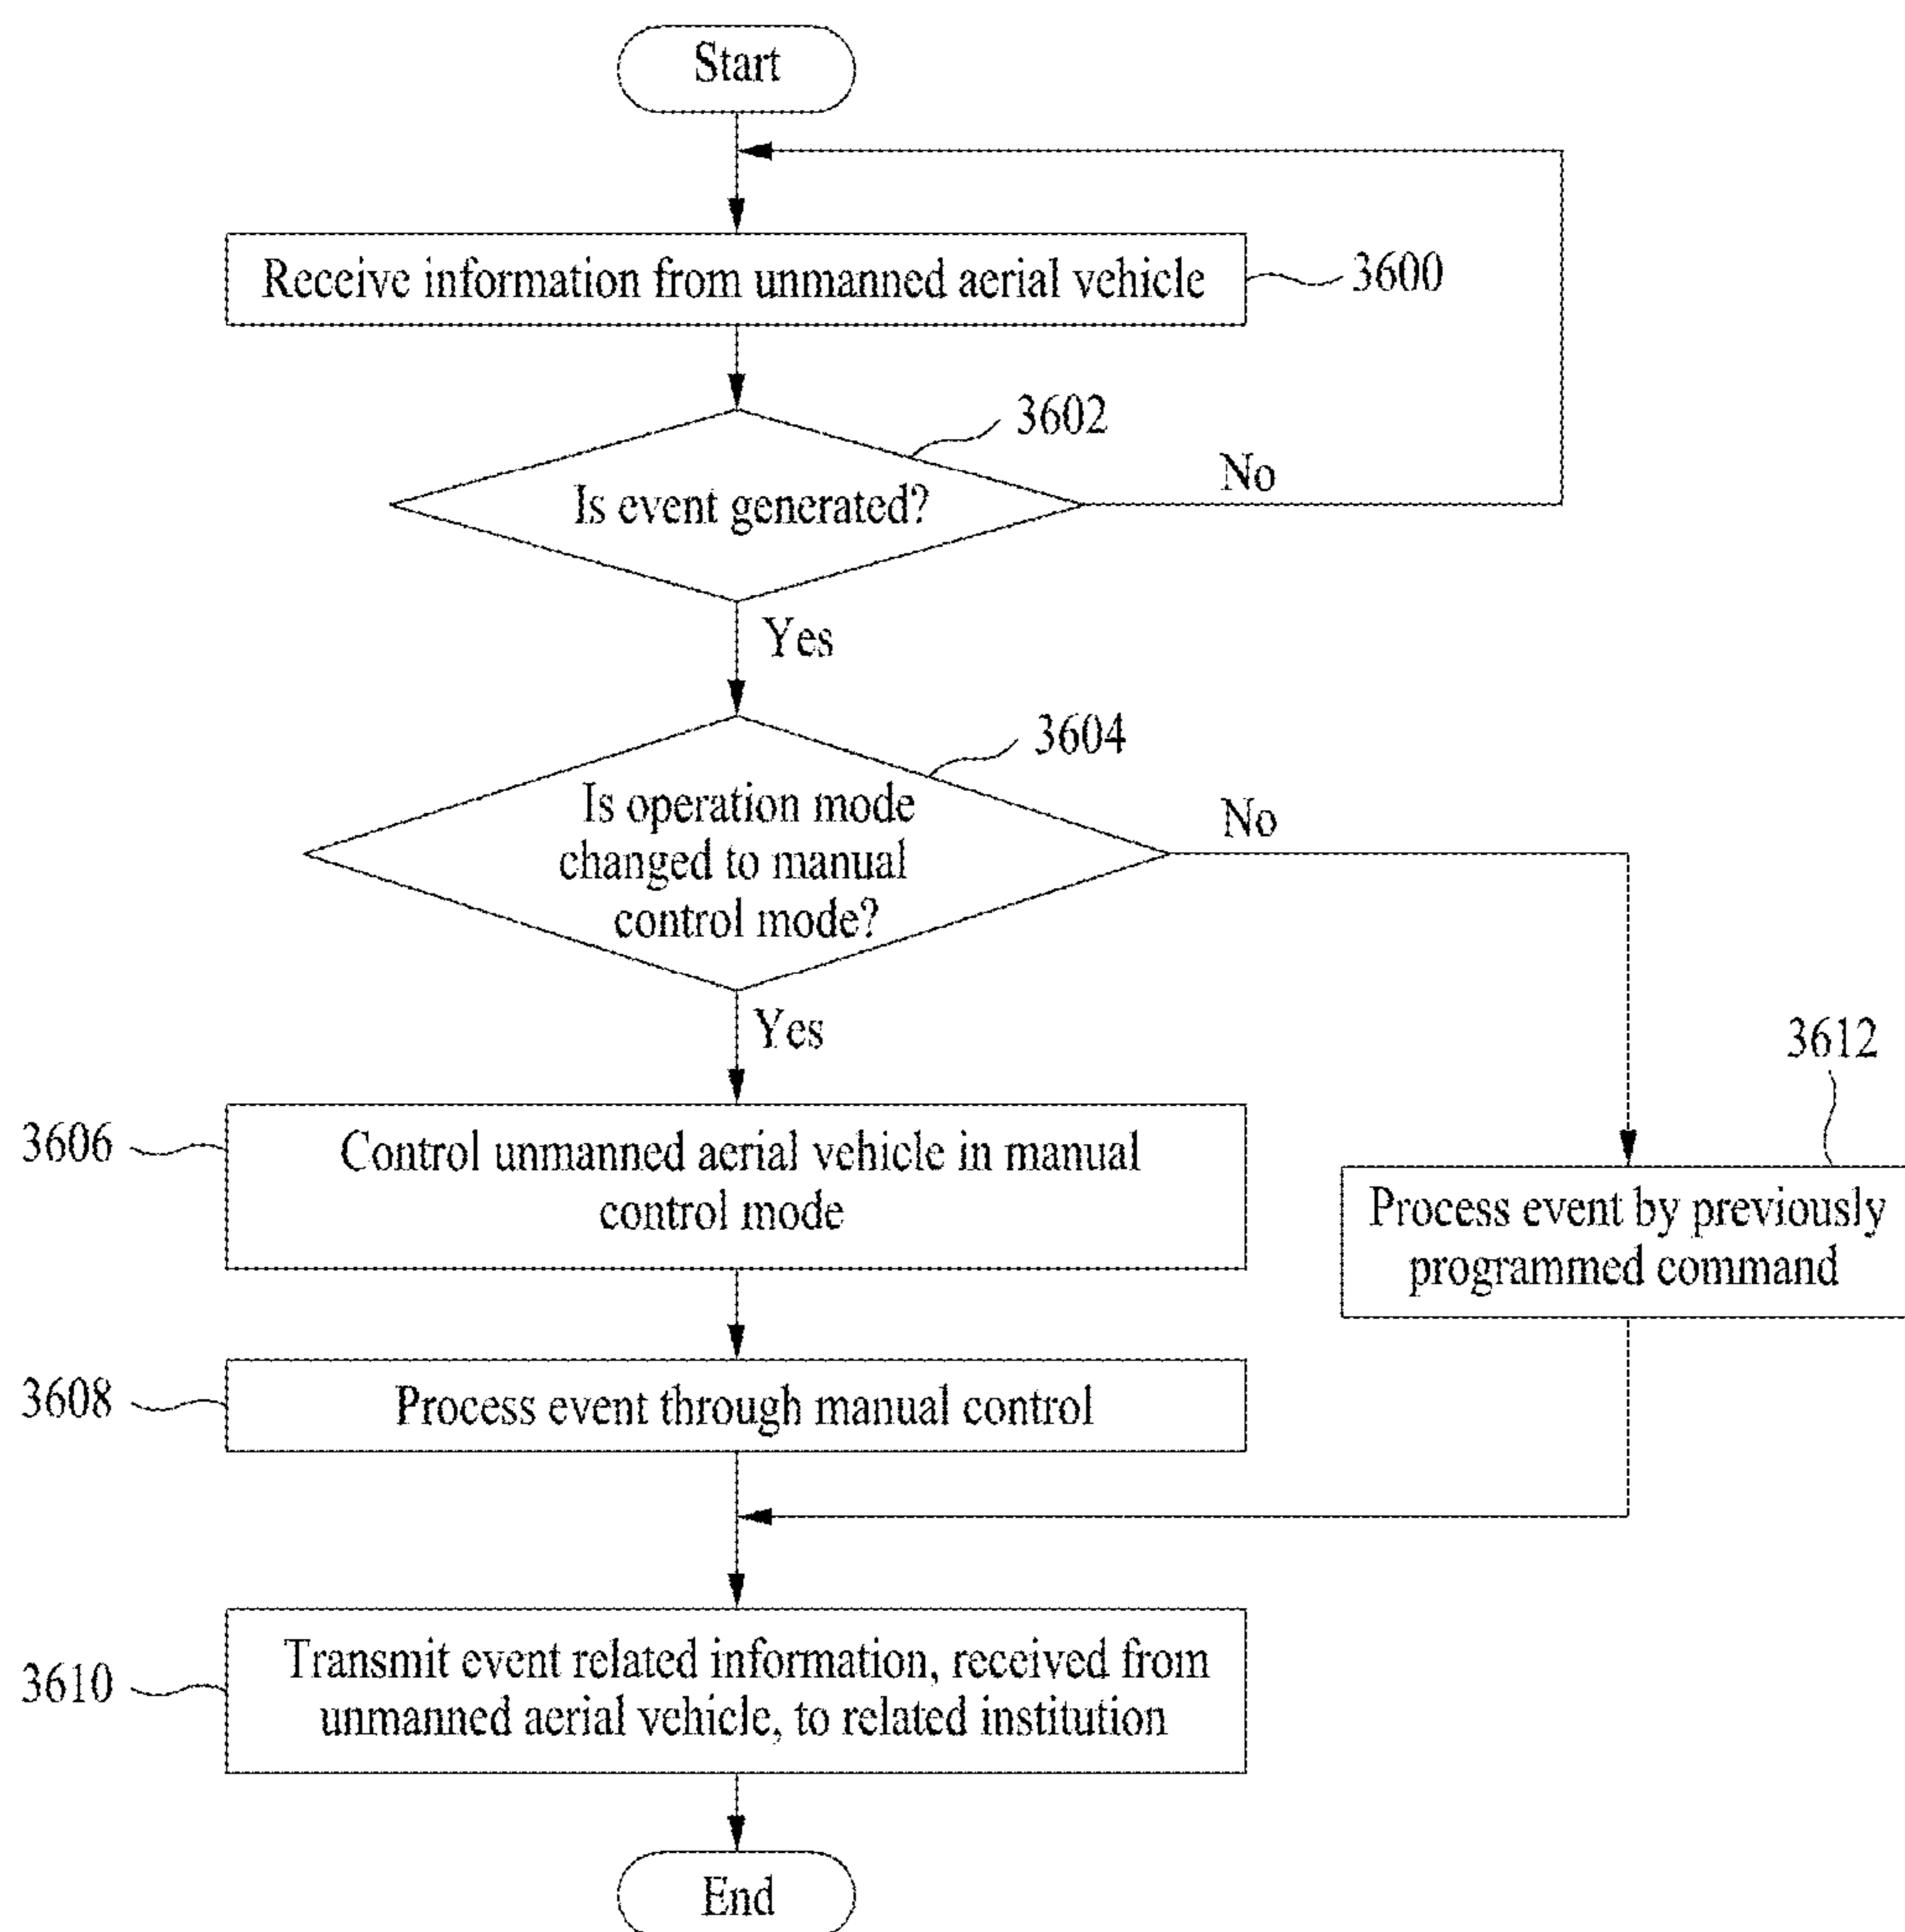 Start
Receive information from unmanned aerial vehicle
3600
3602
Is event generated?
No
Yes
3604
Is operation mode
changed to manual
control mode?
No
Yes
3606
Control unmanned aerial vehicle in manual
control mode
3612
Process event by previously
programmed command
3608
Process event through manual control
3610
Transmit event related information, received from
unmanned aerial vehicle, to related institution
End